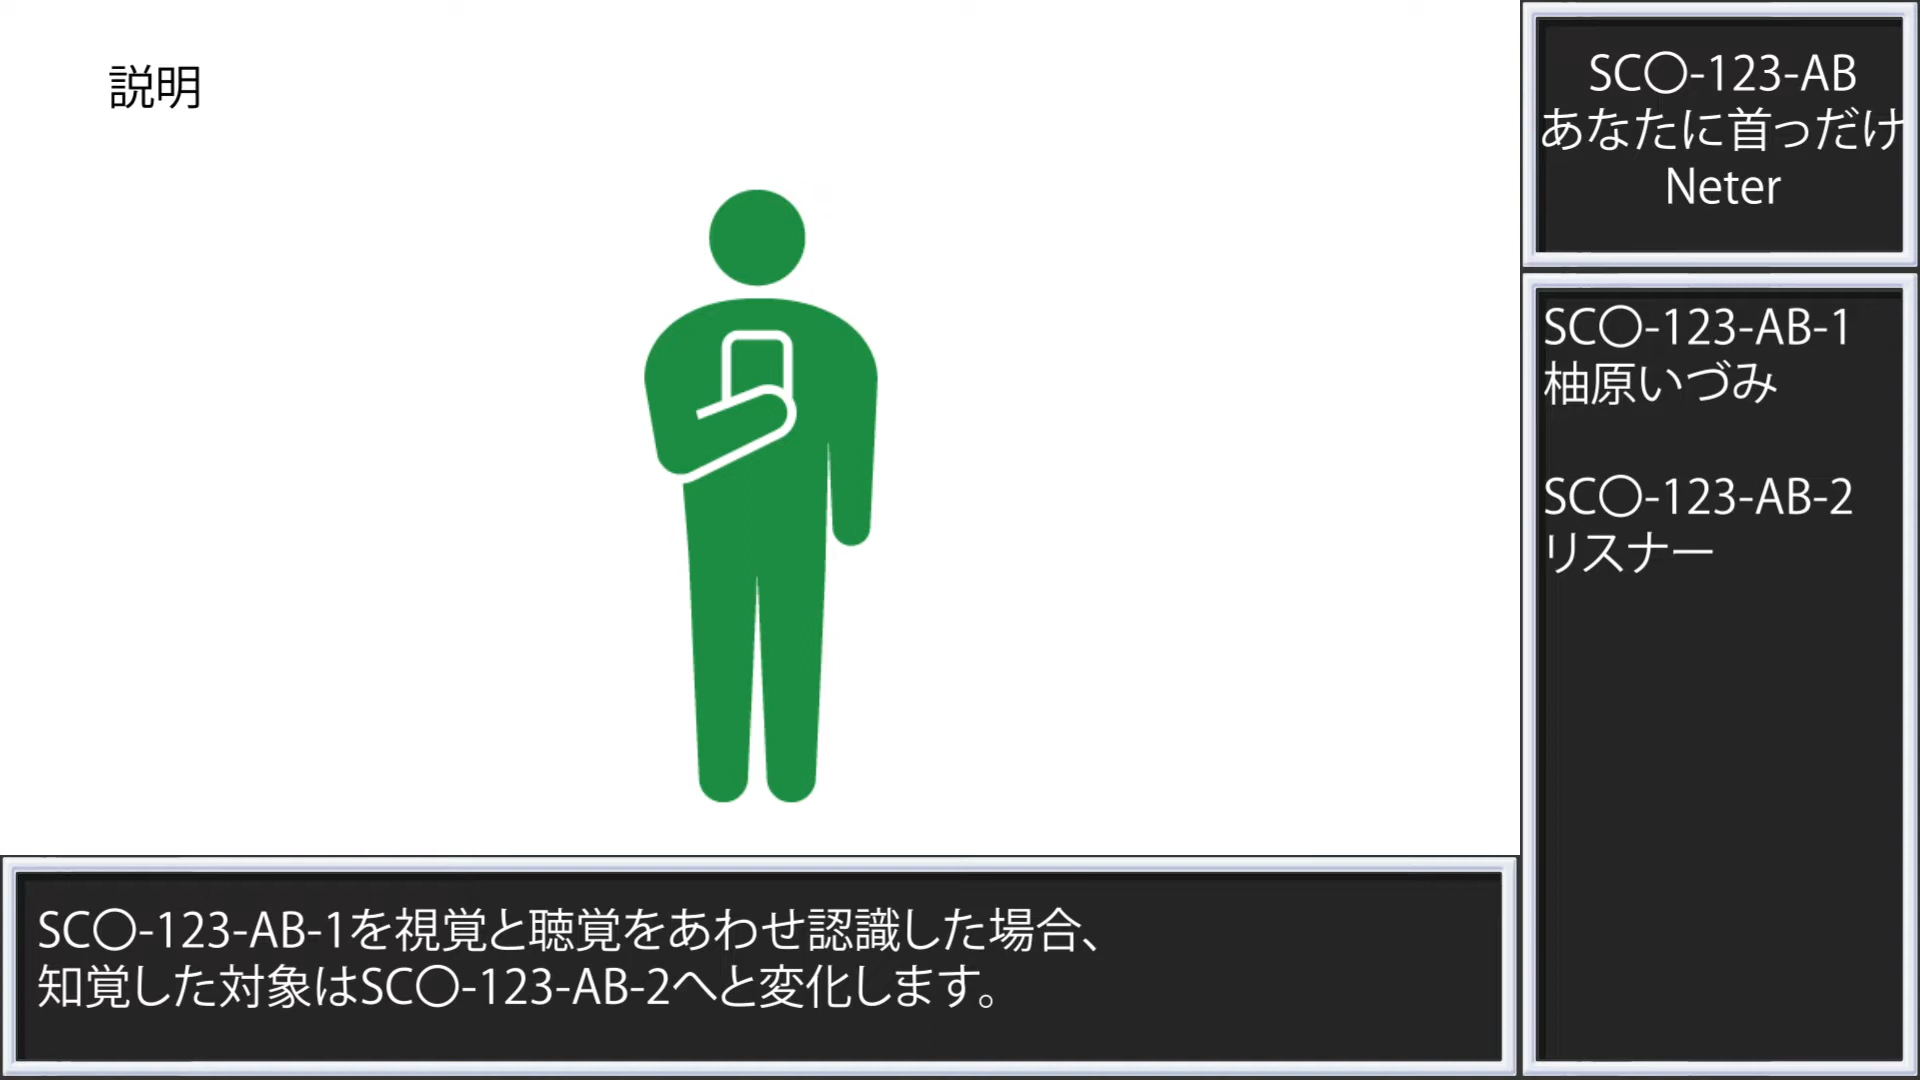 説明
SC〇-123-AB
あなたに首っだけ
Neter
SC〇-123-AB-1
柚原いづみ
SC〇-123-AB-2
リスナー
SC〇-123-AB-1を視覚と聴覚をあわせ認識した場合、
知覚した対象はSC〇-123-AB-2へと変化します。